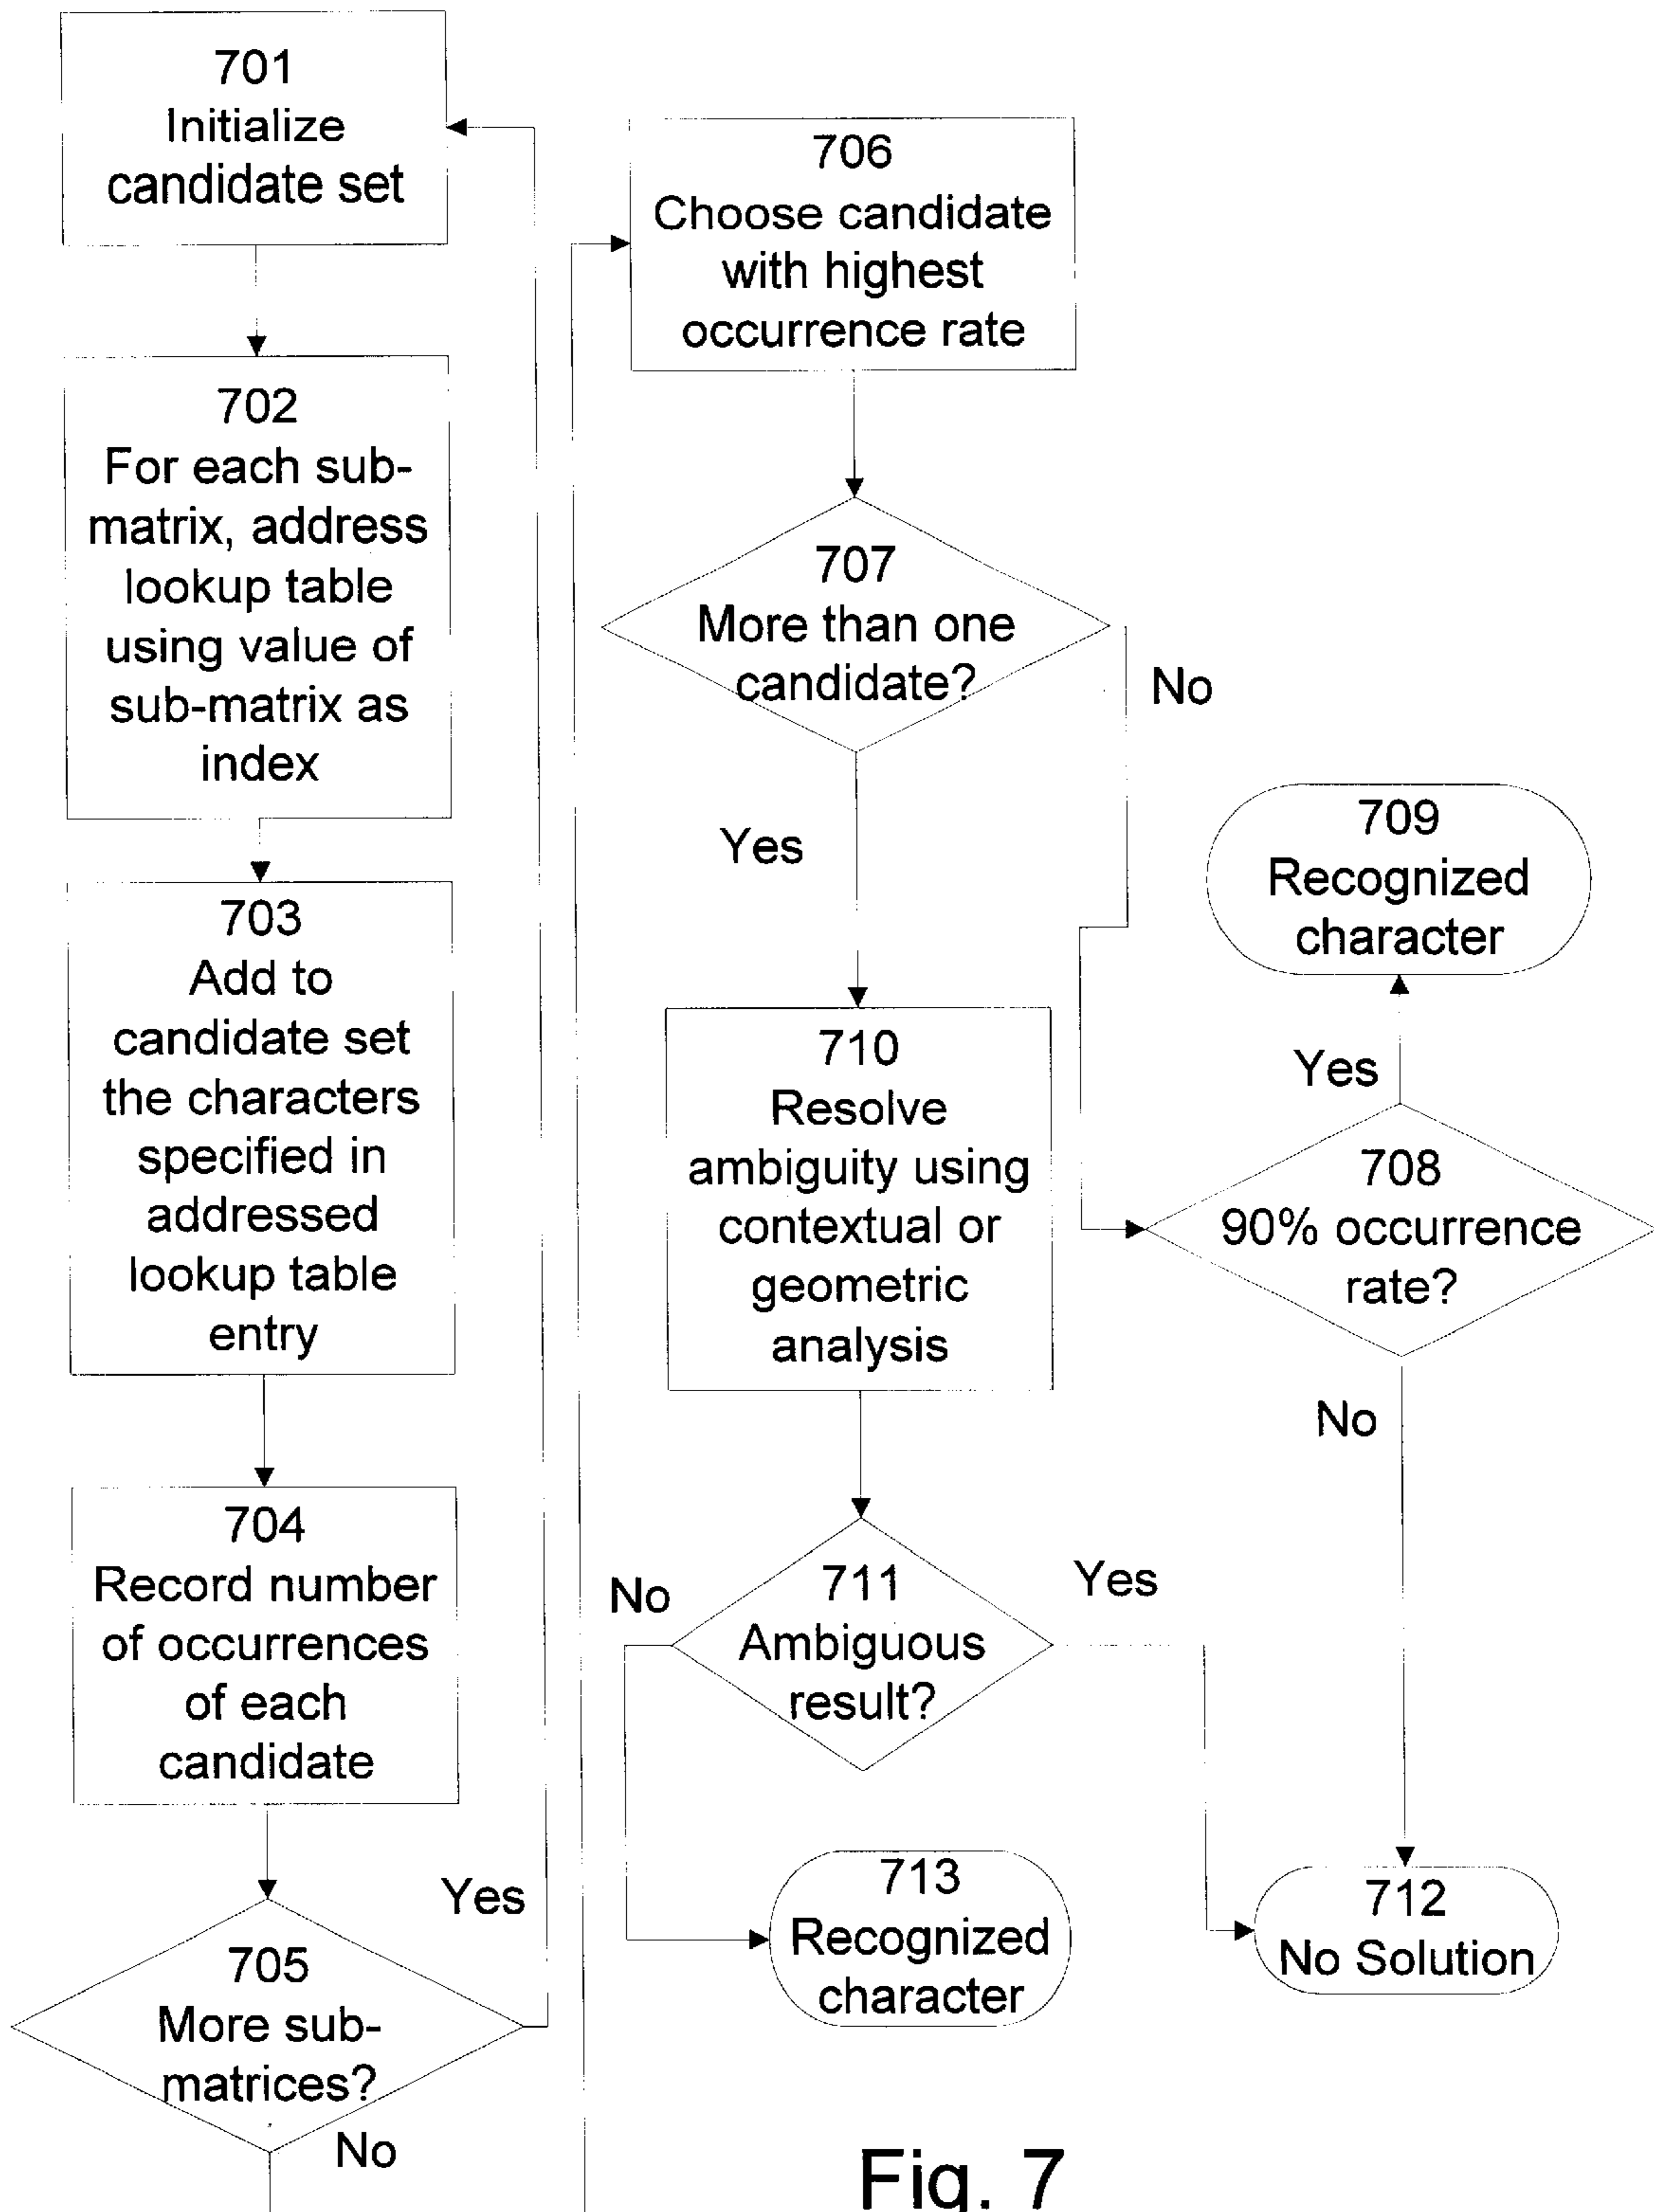 701
Initialize
candidate set
702
For each sub-
matrix, address
lookup table
using value of
sub-matrix as
index
703
Add to
candidate set
the characters
specified in
addressed
lookup table
entry
704
Record number
of occurrences
of each
candidate
Yes
705
More sub-
matrices?
No
706
Choose candidate
with highest
occurrence rate
707
More than one
candidate?
No
Yes
710
Resolve
ambiguity using
contextual or
geometric
analysis
No
711
Ambiguous
result?
Yes
713
Recognized
character
709
Recognized
character
Yes
708
90% occurrence
rate?
No
712
No Solution
Fig. 7